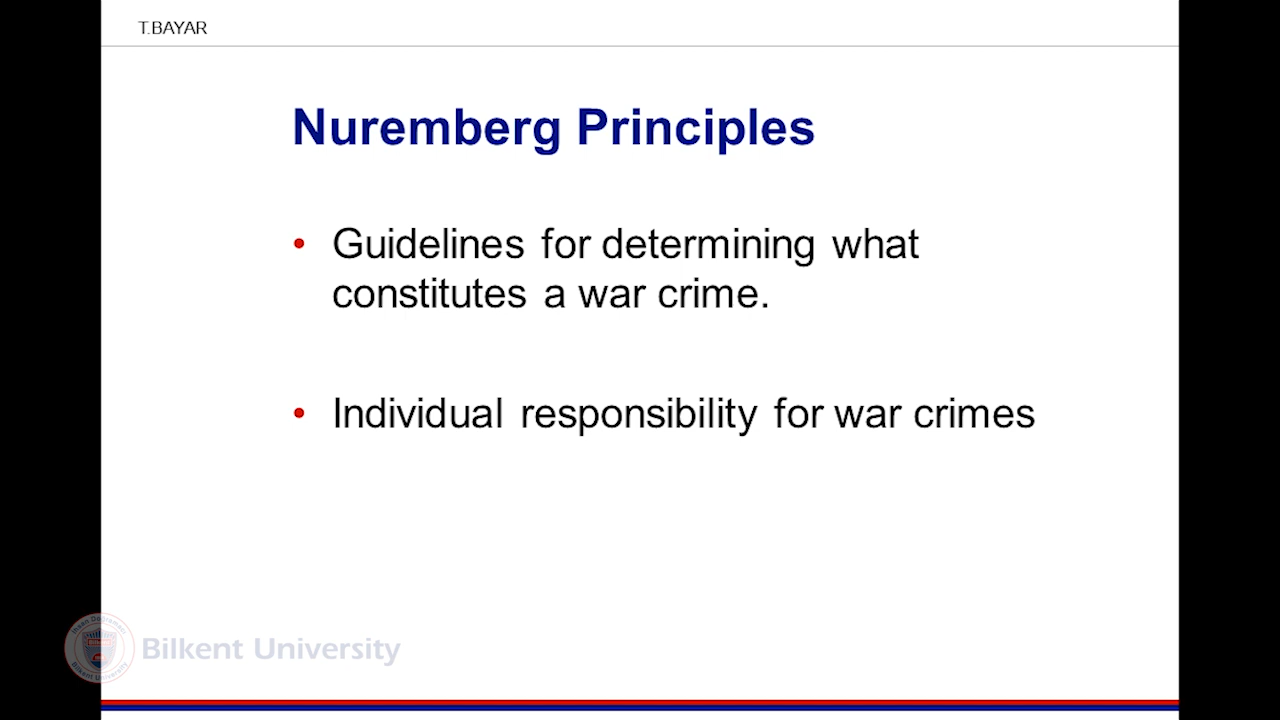 T.BAYAR
Nuremberg Principles
• Guidelines for determining what
constitutes a war crime.
• Individual responsibility for war crimes
Bilkent University